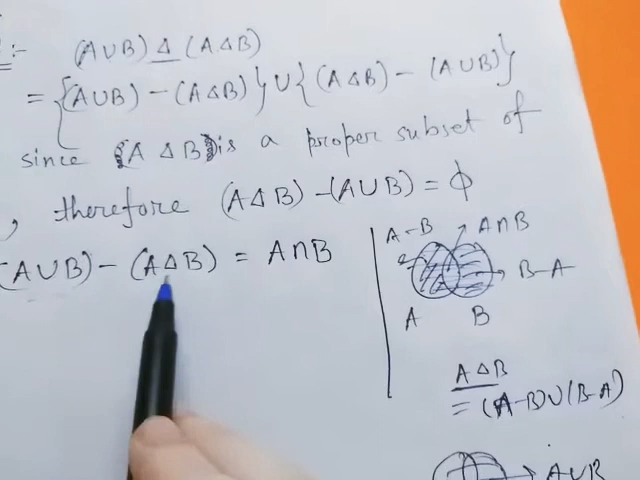 :- (A∪B) Δ (AΔB)
= {(A∪B) - (AΔB)} ∪ {(AΔB) - (A∪B)}
since (AΔB) is a proper subset of
, therefore (AΔB) - (A∪B) = ϕ
(A∪B) - (AΔB) = A∩B
A-B A∩B
B-A
A B
AΔB
= (A-B)∪(B-A)
A∪B